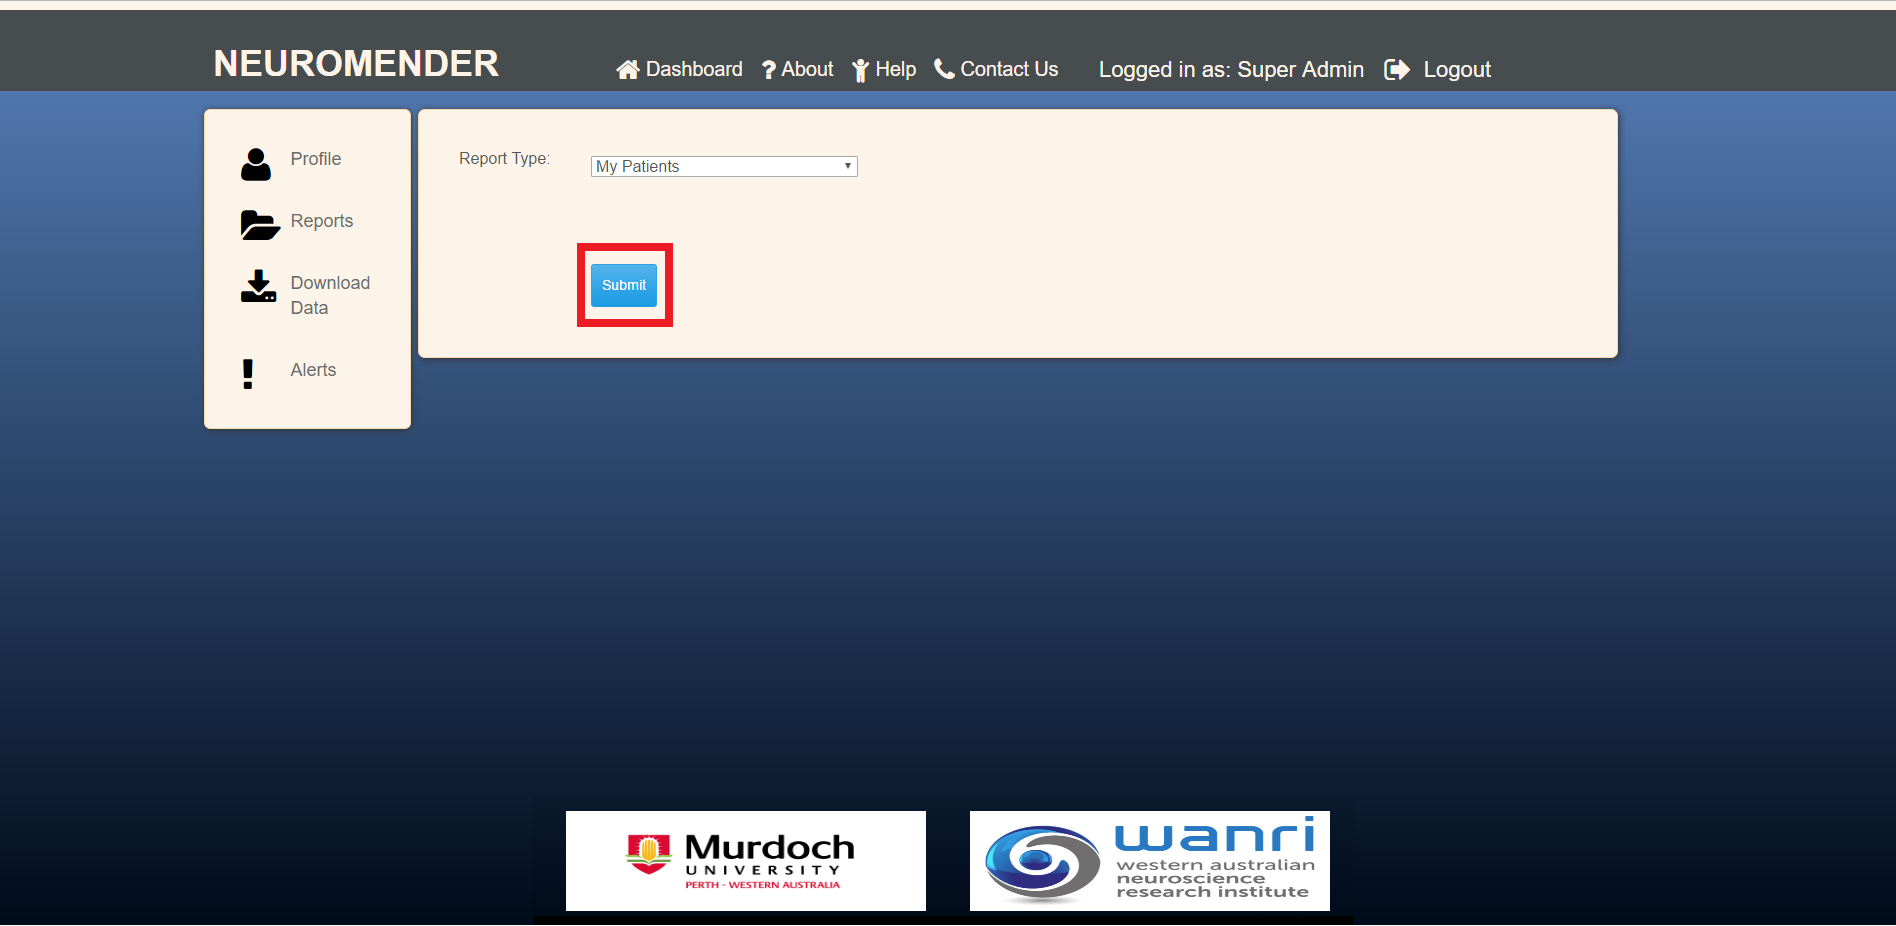 NEUROMENDER
Dashboard ? About Help Contact Us Logged in as: Super Admin Logout
Profile
Reports
Download
Data
! Alerts
Report Type: My Patients
Submit
Murdoch
UNIVERSITY
PERTH - WESTERN AUSTRALIA
wanri
western australian
neuroscience
research institute